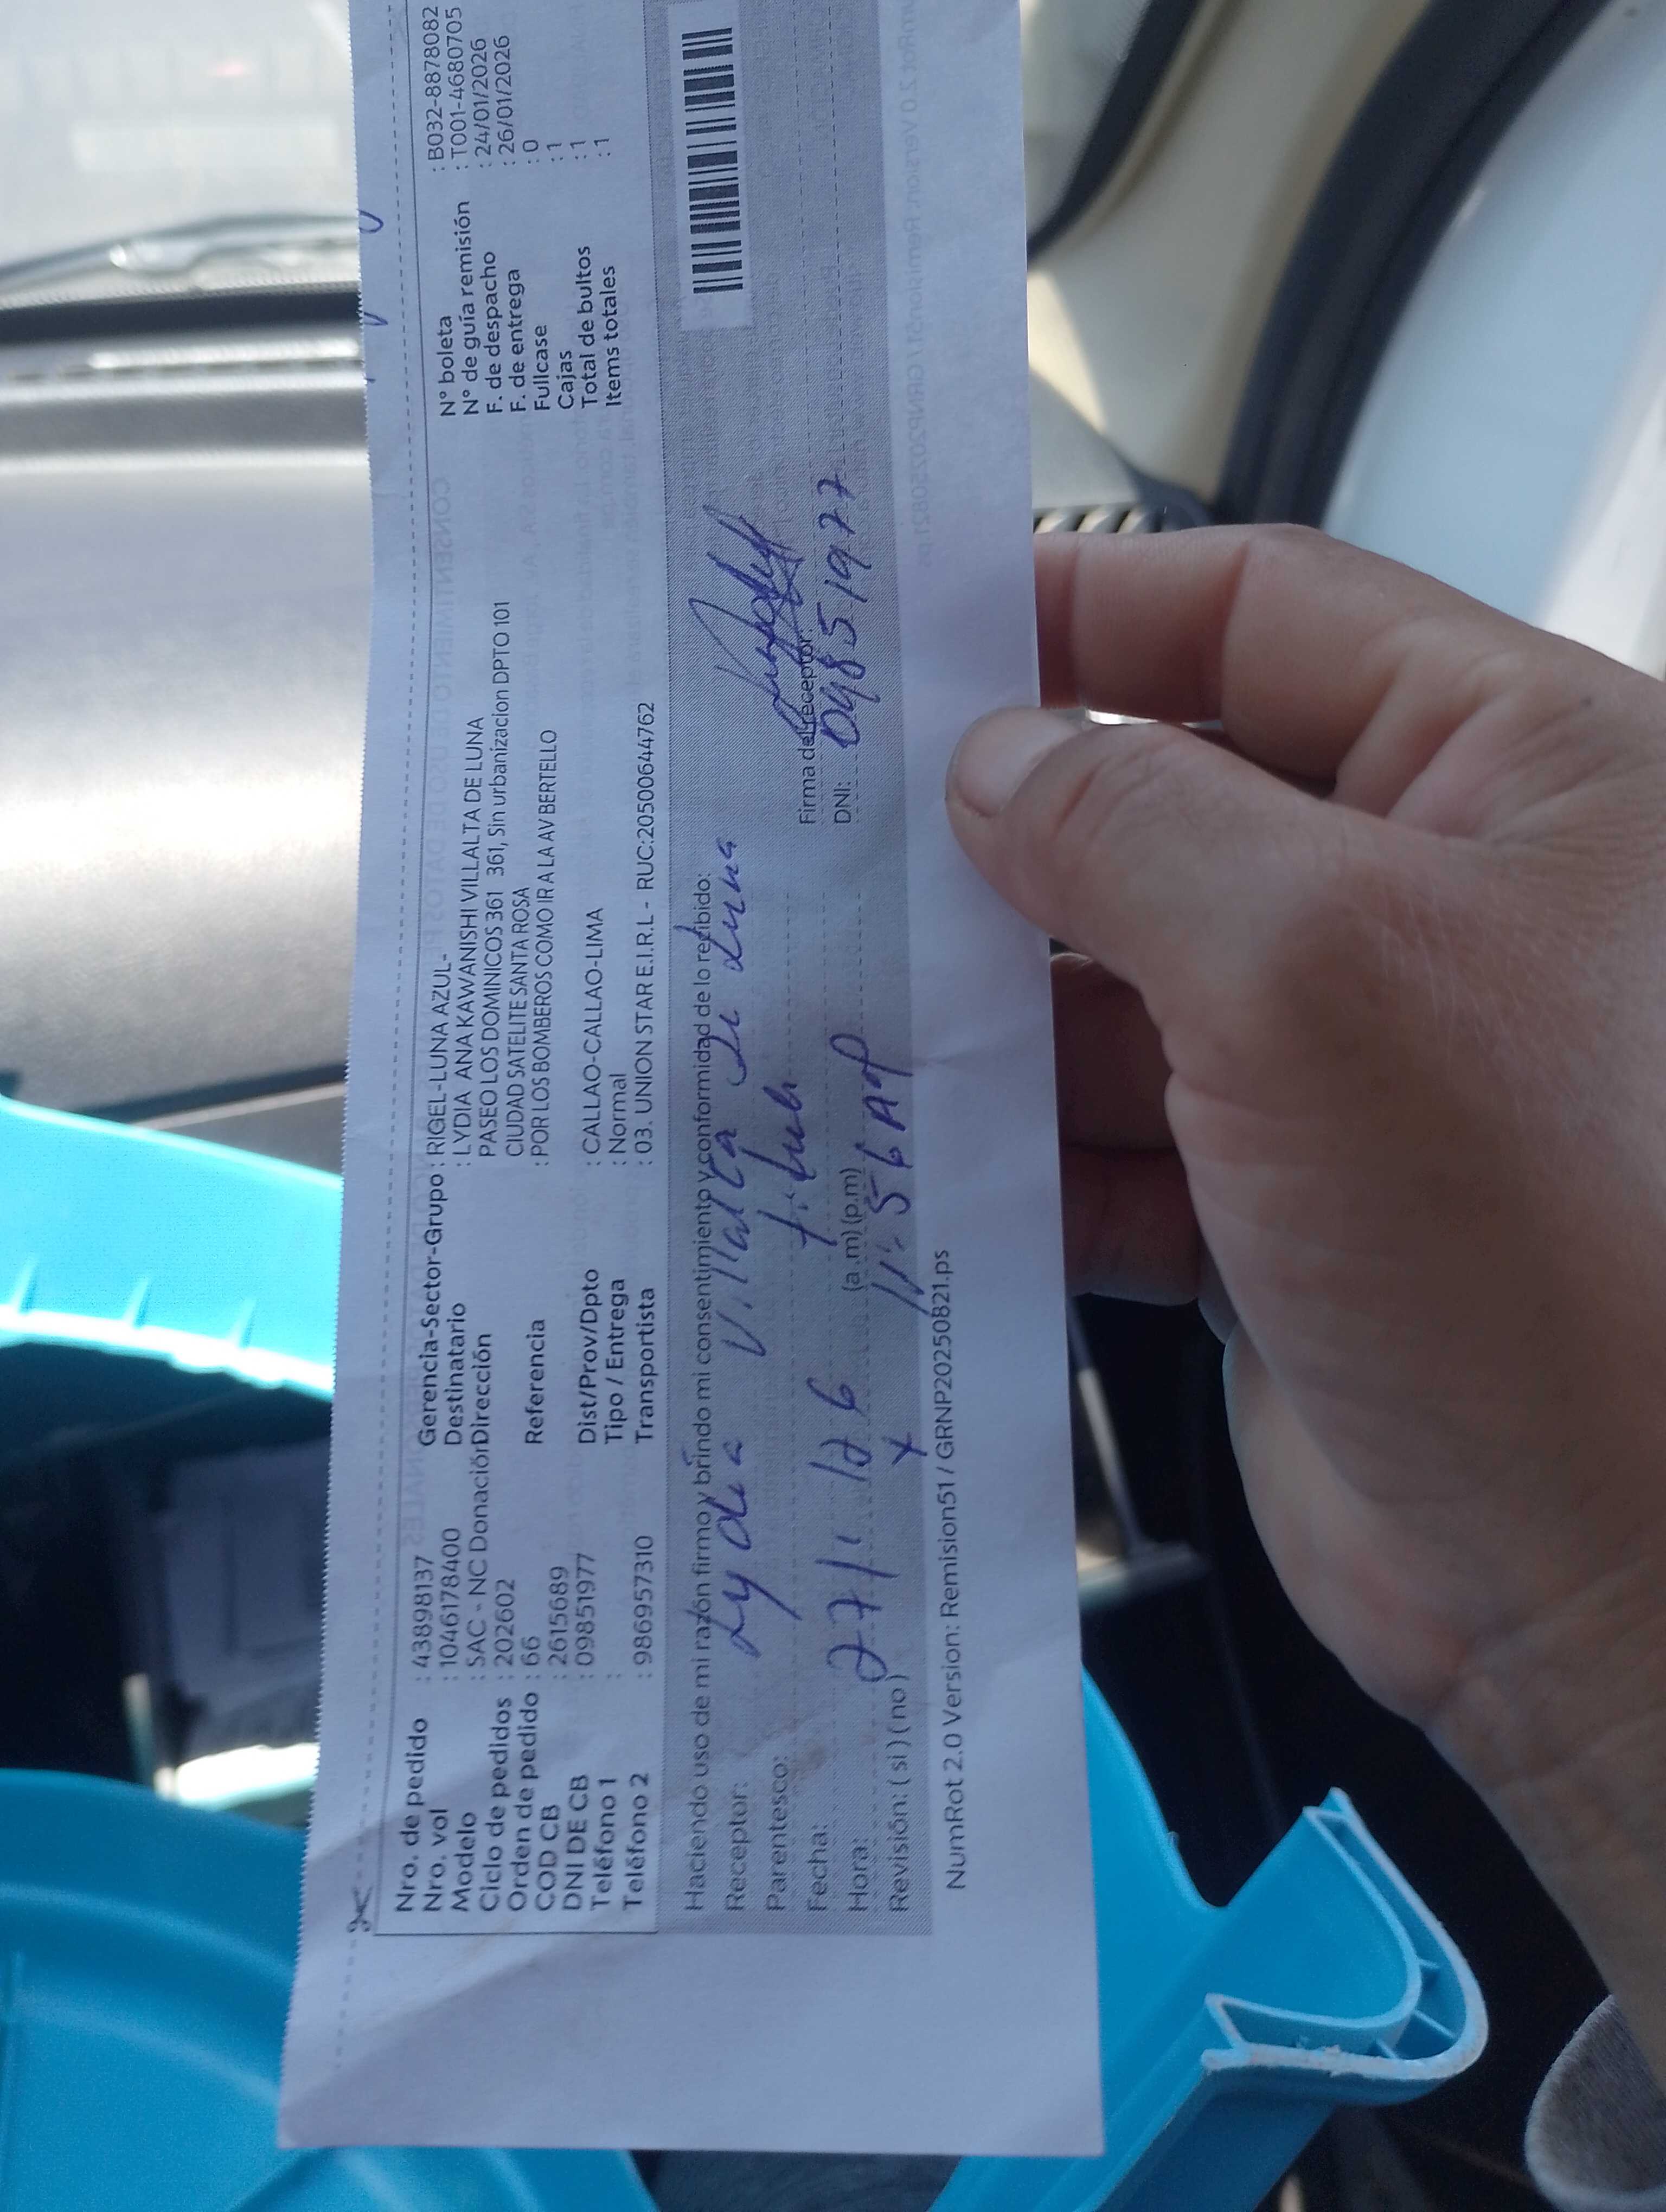 Nro. de pedido : 43898137
Nro. vol : 1046178400
Modelo : SAC - NC Donación
Ciclo de pedidos : 202602
Orden de pedido : 66
COD CB : 2615689
DNI DE CB : 09851977
Teléfono 1 :
Teléfono 2 : 986957310
Gerencia-Sector-Grupo : RIGEL-LUNA AZUL-
Destinatario : LYDIA ANA KAWANISHI VILLALTA DE LUNA
Dirección PASEO LOS DOMINICOS 361 361, Sin urbanizacion DPTO 101
CIUDAD SATELITE SANTA ROSA
Referencia : POR LOS BOMBEROS COMO IR A LA AV BERTELLO
Dist/Prov/Dpto : CALLAO-CALLAO-LIMA
Tipo / Entrega : Normal
Transportista : 03. UNION STAR E.I.R.L - RUC:20500644762
N° boleta : B032-8878082
N° de guía remisión : T001-4680705
F. de despacho : 24/01/2026
F. de entrega : 26/01/2026
Fullcase : 0
Cajas : 1
Total de bultos : 1
Items totales : 1
Haciendo uso de mi razón firmo y brindo mi consentimiento y conformidad de lo recibido:
Receptor: Lydia Villalta de Luna
Parentesco: titular
Fecha: 27/1/26
Hora: (a.m) (p.m) 11:56 AM
Revisión: ( si ) ( no ) X
Firma del receptor:
DNI: 09851977
NumRot 2.0 Version: Remision51 / GRNP20250821.ps